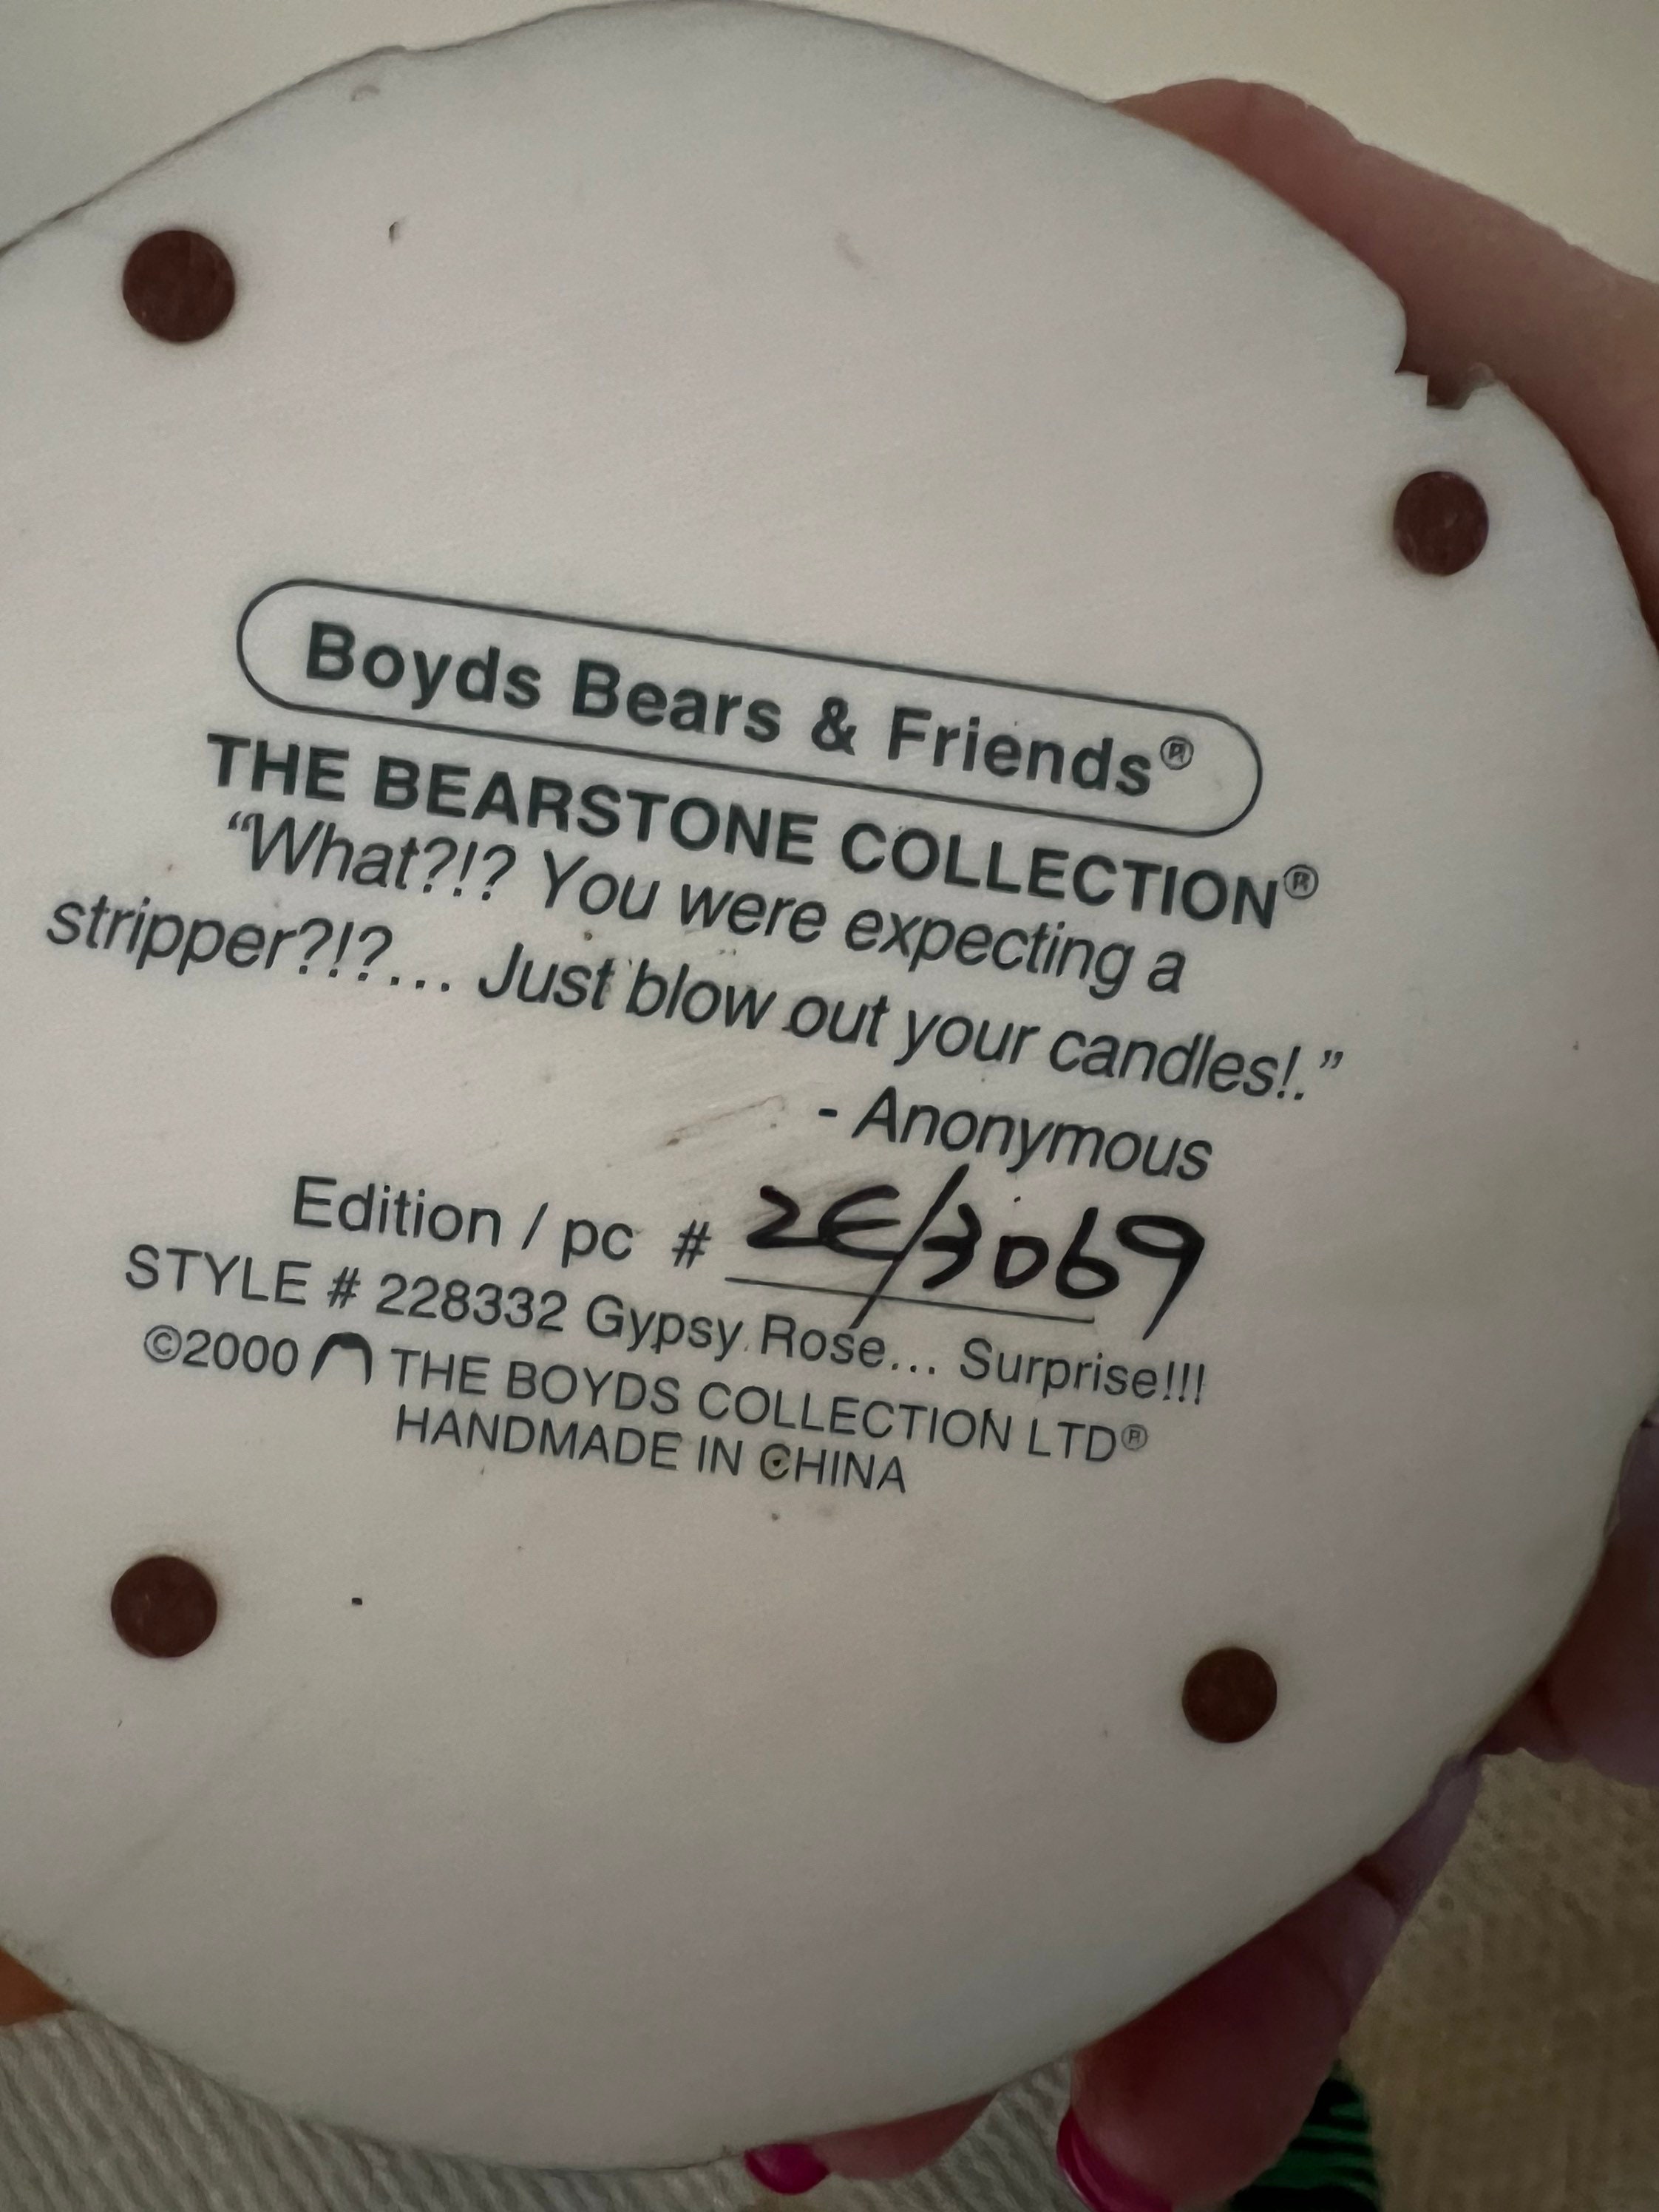 Boyds Bears & Friends®
THE BEARSTONE COLLECTION®
“What?!? You were expecting a
stripper?!?... Just blow out your candles!.”
- Anonymous
Edition / pc # 2E/3069
STYLE # 228332 Gypsy Rose... Surprise!!!
©2000 THE BOYDS COLLECTION LTD®
HANDMADE IN CHINA